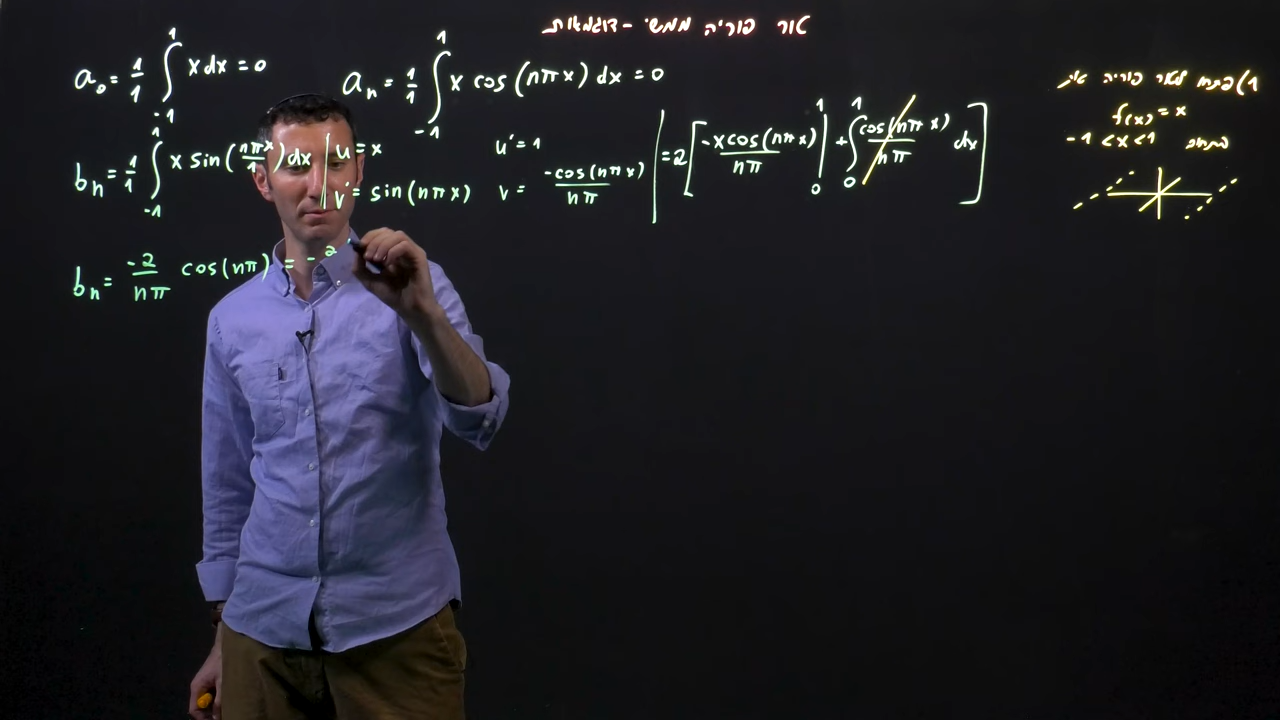 טור פוריה ממשי - דוגמאות
a₀ = 1/1 ∫₋₁¹ x dx = 0
aₙ = 1/1 ∫₋₁¹ x cos(nπx) dx = 0
bₙ = 1/1 ∫₋₁¹ x sin(nπx/1) dx | u = x u' = 1
v' = sin(nπx) v = -cos(nπx)/nπ | = 2[ -x cos(nπx)/nπ |₀¹ + ∫₀¹ cos(nπx)/nπ dx ]
bₙ = -2/nπ cos(nπ) = -2
1) פתח לטור פוריה את
f(x) = x
בתחום -1 < x < 1